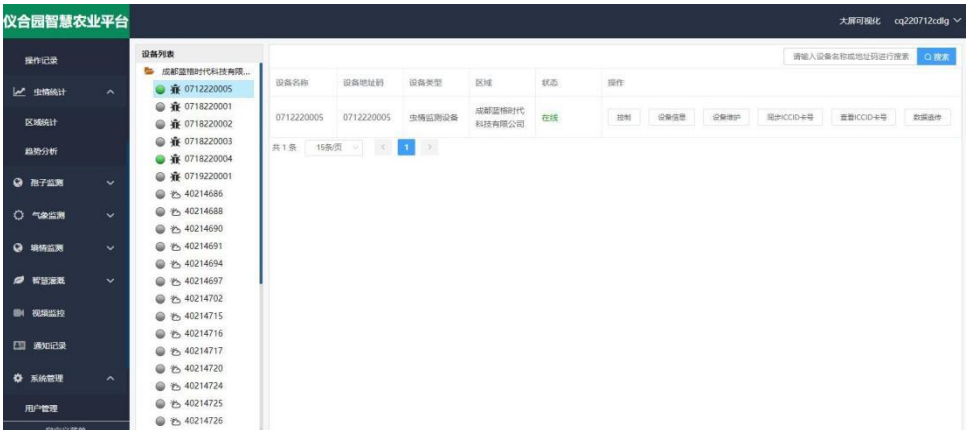 仪合园智慧农业平台
大屏可视化 cq220712cdlg
操作记录
虫情统计
区域统计
趋势分析
孢子监测
气象监测
墒情监测
智慧灌溉
视频监控
通知记录
系统管理
用户管理
设备列表
成都蓝格时代科技有限...
0712220005
0718220001
0718220002
0718220003
0718220004
0719220001
40214686
40214688
40214690
40214691
40214694
40214697
40214702
40214715
40214716
40214717
40214720
40214724
40214725
40214726
请输入设备名称或地址码进行搜索 搜索
设备名称 设备地址码 设备类型 区域 状态 操作
0712220005 0712220005 虫情监测设备 成都蓝格时代科技有限公司 在线 控制 设备信息 设备维护 同步ICCID卡号 查看ICCID卡号 数据遥传
共 1 条 15条/页 1